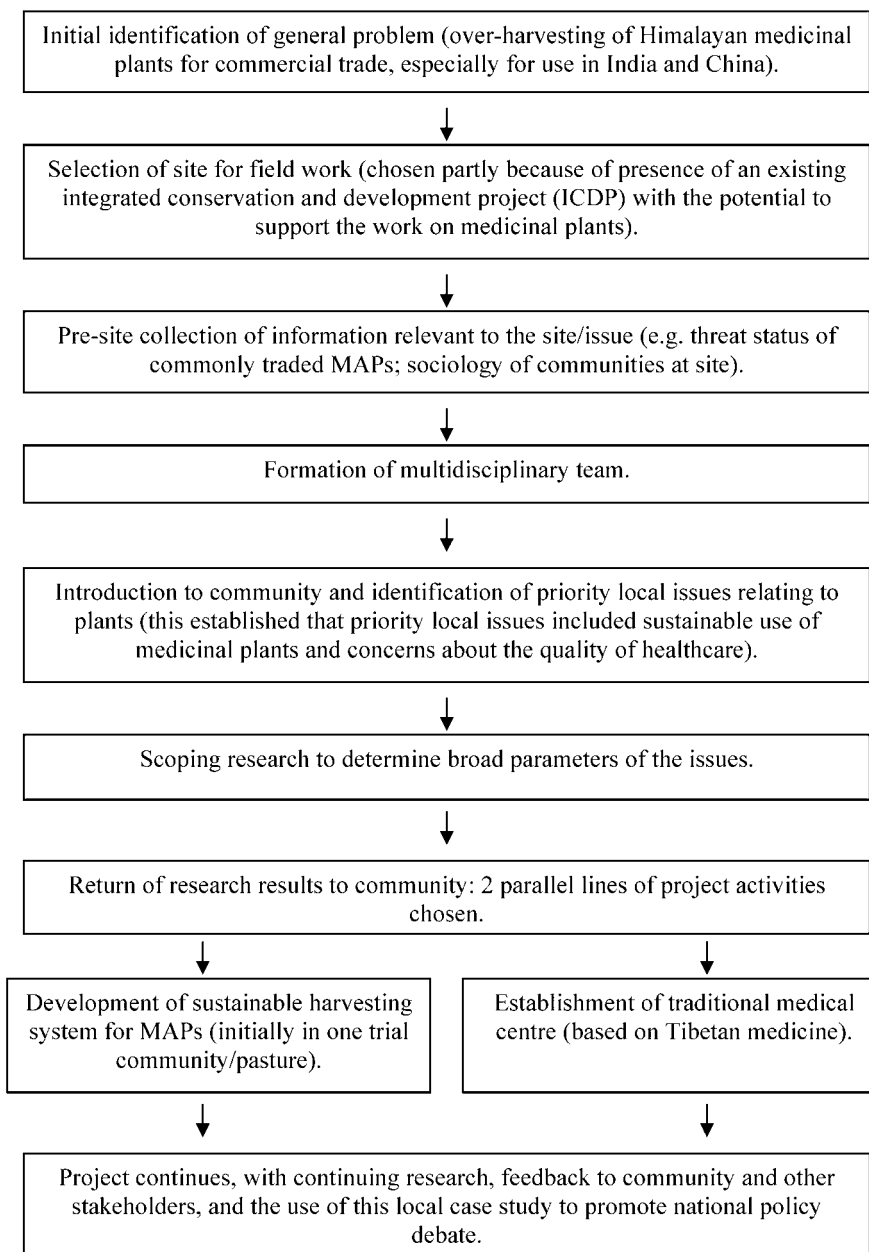 Initial identification of general problem (over-harvesting of Himalayan medicinal
plants for commercial trade, especially for use in India and China).
Selection of site for field work (chosen partly because of presence of an existing
integrated conservation and development project (ICDP) with the potential to
support the work on medicinal plants).
Pre-site collection of information relevant to the site/issue (e.g. threat status of
commonly traded MAPs; sociology of communities at site).
Formation of multidisciplinary team.
Introduction to community and identification of priority local issues relating to
plants (this established that priority local issues included sustainable use of
medicinal plants and concerns about the quality of healthcare).
Scoping research to determine broad parameters of the issues.
Return of research results to community: 2 parallel lines of project activities
chosen.
Development of sustainable harvesting
system for MAPs (initially in one trial
community/pasture).
Establishment of traditional medical
centre (based on Tibetan medicine).
Project continues, with continuing research, feedback to community and other
stakeholders, and the use of this local case study to promote national policy
debate.